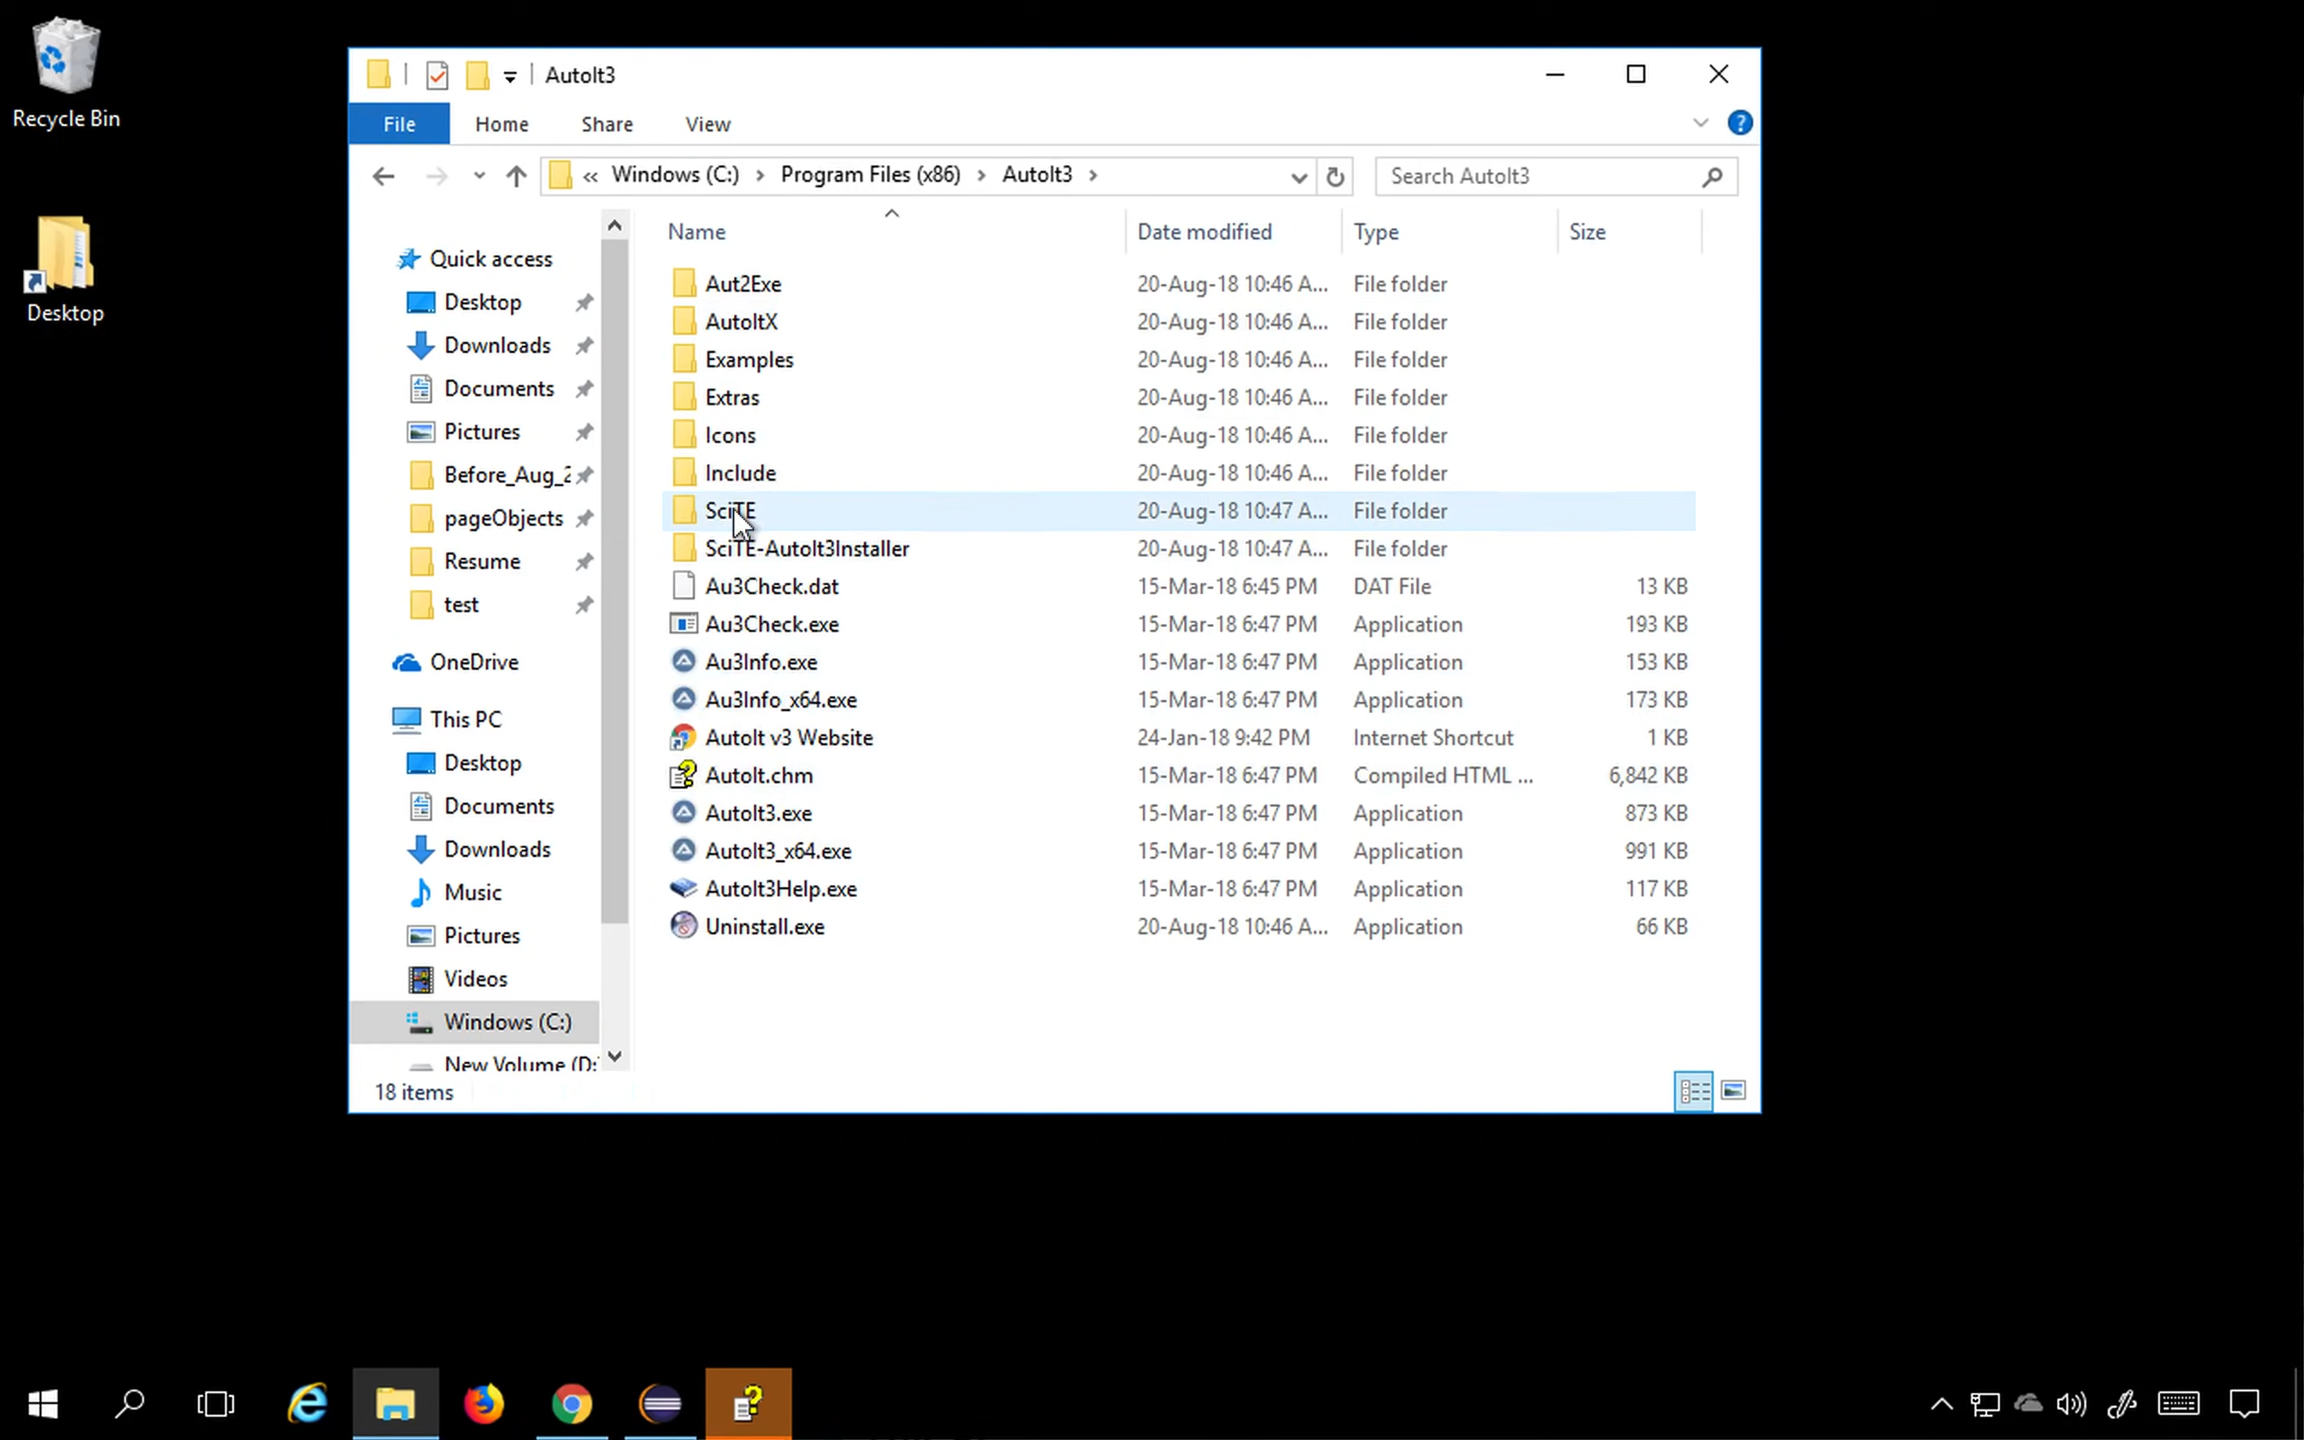 Recycle Bin
Desktop
AutoIt3
File Home Share View
« Windows (C:) › Program Files (x86) › AutoIt3 ›
Search AutoIt3
Quick access
Desktop
Downloads
Documents
Pictures
Before_Aug_2
pageObjects
Resume
test
OneDrive
This PC
Desktop
Documents
Downloads
Music
Pictures
Videos
Windows (C:)
New Volume (D:
Name Date modified Type Size
Aut2Exe 20-Aug-18 10:46 A... File folder
AutoItX 20-Aug-18 10:46 A... File folder
Examples 20-Aug-18 10:46 A... File folder
Extras 20-Aug-18 10:46 A... File folder
Icons 20-Aug-18 10:46 A... File folder
Include 20-Aug-18 10:46 A... File folder
SciTE 20-Aug-18 10:47 A... File folder
SciTE-AutoIt3Installer 20-Aug-18 10:47 A... File folder
Au3Check.dat 15-Mar-18 6:45 PM DAT File 13 KB
Au3Check.exe 15-Mar-18 6:47 PM Application 193 KB
Au3Info.exe 15-Mar-18 6:47 PM Application 153 KB
Au3Info_x64.exe 15-Mar-18 6:47 PM Application 173 KB
AutoIt v3 Website 24-Jan-18 9:42 PM Internet Shortcut 1 KB
AutoIt.chm 15-Mar-18 6:47 PM Compiled HTML ... 6,842 KB
AutoIt3.exe 15-Mar-18 6:47 PM Application 873 KB
AutoIt3_x64.exe 15-Mar-18 6:47 PM Application 991 KB
AutoIt3Help.exe 15-Mar-18 6:47 PM Application 117 KB
Uninstall.exe 20-Aug-18 10:46 A... Application 66 KB
18 items